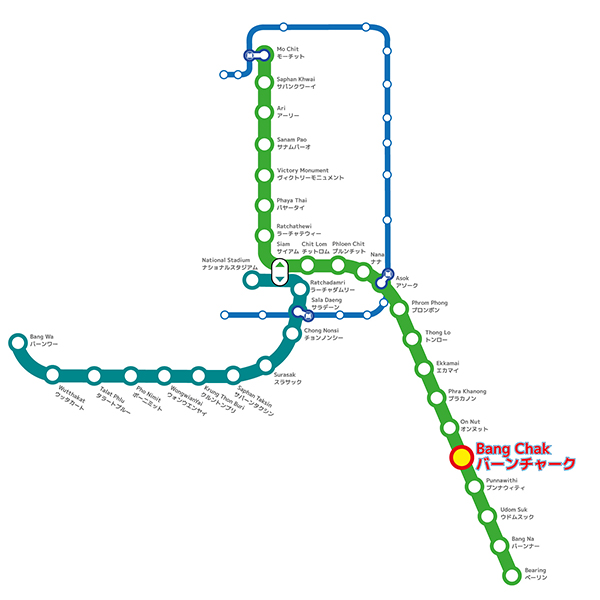 Mo Chit
モーチット
Saphan Khwai
サパンクワーイ
Ari
アーリー
Sanam Pao
サナムパーオ
Victory Monument
ヴィクトリーモニュメント
Phaya Thai
パヤータイ
Ratchathewi
ラーチャテウィー
Siam
サイアム
Chit Lom
チットロム
Phloen Chit
プルンチット
Nana
ナナ
National Stadium
ナショナルスタジアム
Asok
アソーク
Ratchadamri
ラーチャダムリー
Sala Daeng
サラデーン
Phrom Phong
プロンポン
Chong Nonsi
チョンノンシー
Thong Lo
トンロー
Bang Wa
バーンワー
Ekkamai
エカマイ
Surasak
スラサック
Wutthakat
ウッタカート
Talat Phlu
タラートプルー
Pho Nimit
ポーニミット
WongwianYai
ウォンウェンヤイ
Krung Thon Buri
クルントンブリ
Saphan Taksin
サパーンタクシン
Phra Khanong
プラカノン
On Nut
オンヌット
Bang Chak
バーンチャーク
Punnawithi
プンナウィティ
Udom Suk
ウドムスック
Bang Na
バーンナー
Bearing
ベーリン